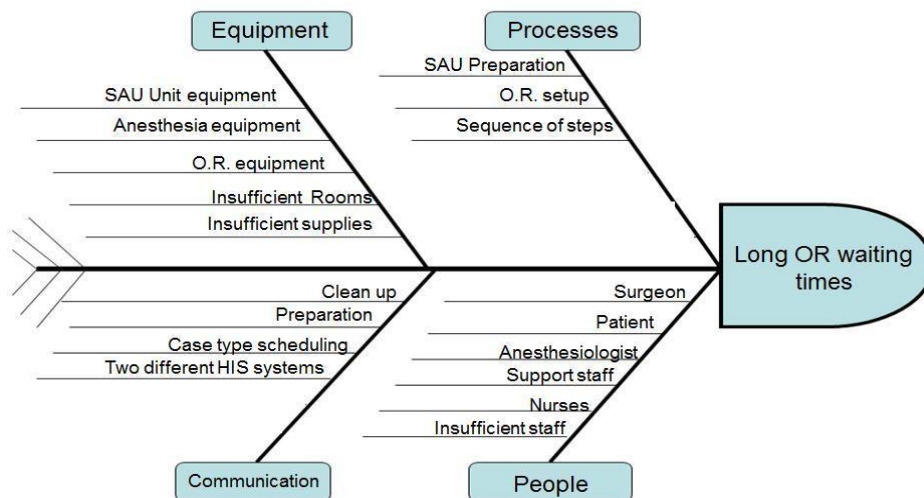 Equipment
Processes
SAU Unit equipment
Anesthesia equipment
O.R. equipment
Insufficient Rooms
Insufficient supplies
SAU Preparation
O.R. setup
Sequence of steps
Long OR waiting
times
Clean up
Preparation
Case type scheduling
Two different HIS systems
Surgeon
Patient
Anesthesiologist
Support staff
Nurses
Insufficient staff
Communication
People